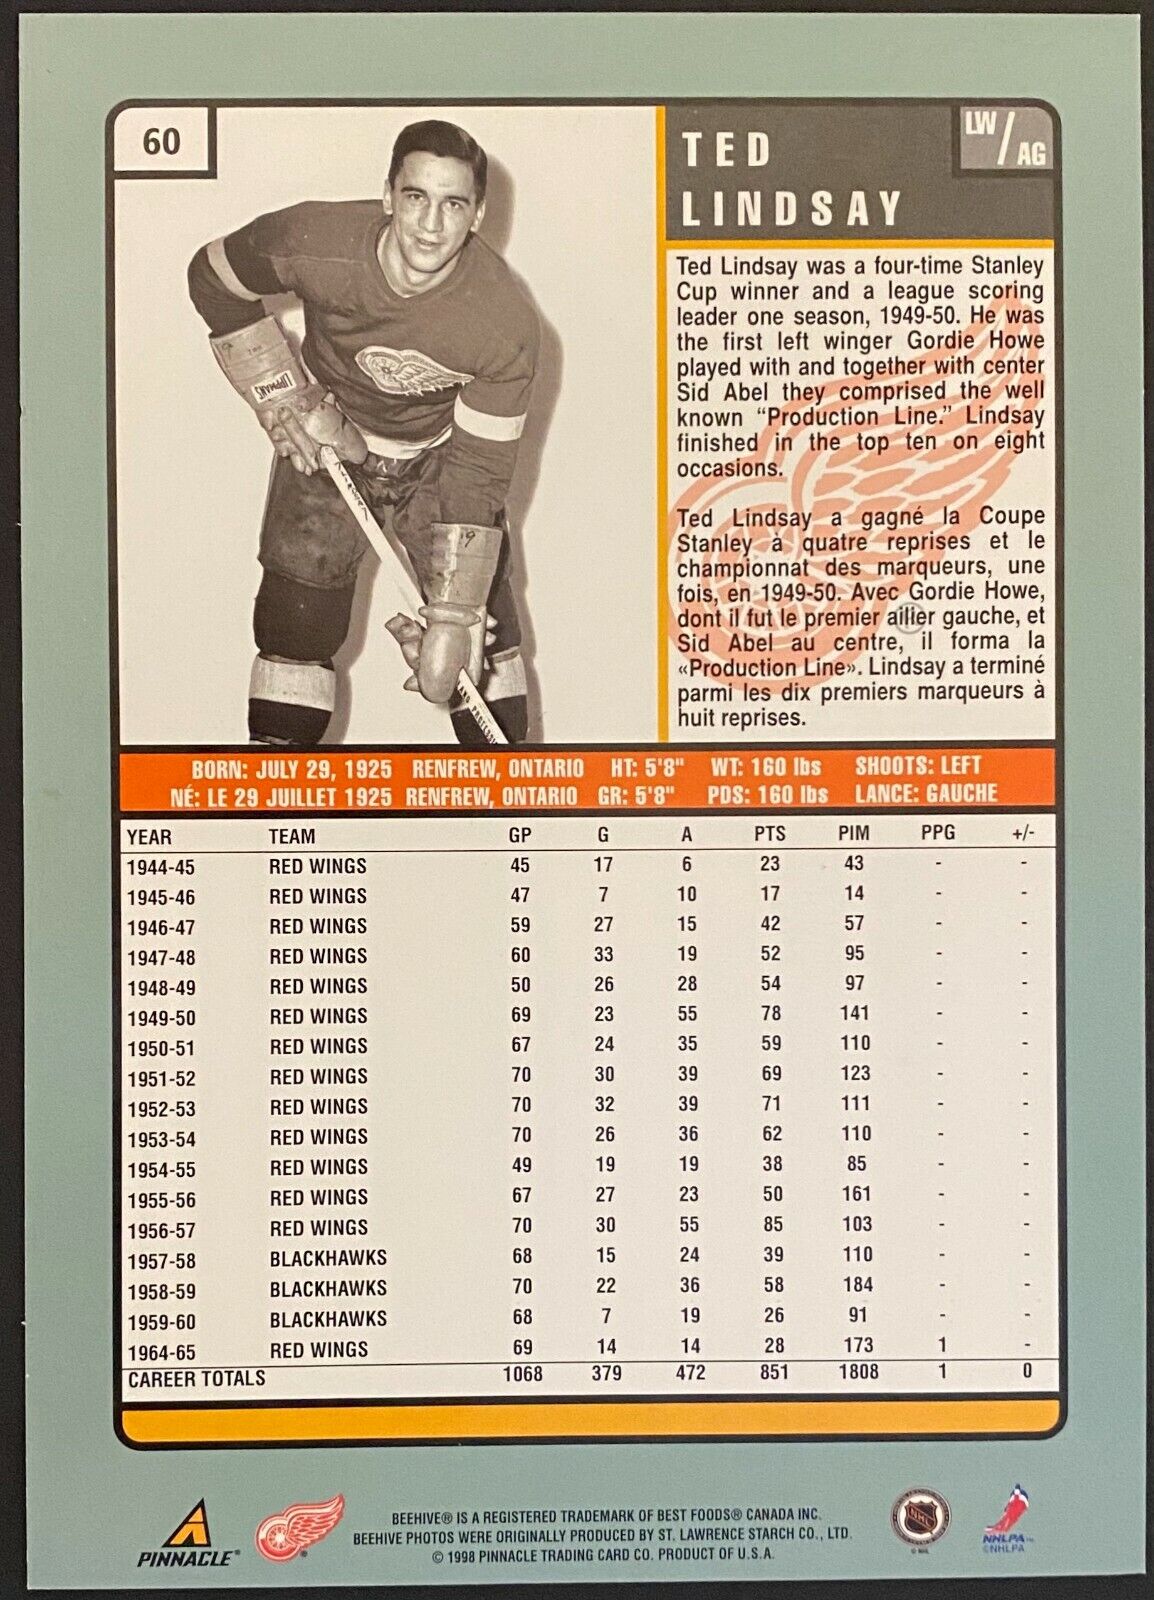 60
TED
LINDSAY
LW/AG
Ted Lindsay was a four-time Stanley
Cup winner and a league scoring
leader one season, 1949-50. He was
the first left winger Gordie Howe
played with and together with center
Sid Abel they comprised the well
known “Production Line.” Lindsay
finished in the top ten on eight
occasions.
Ted Lindsay a gagné la Coupe
Stanley à quatre reprises et le
championnat des marqueurs, une
fois, en 1949-50. Avec Gordie Howe,
dont il fut le premier ailier gauche, et
Sid Abel au centre, il forma la
«Production Line». Lindsay a terminé
parmi les dix premiers marqueurs à
huit reprises.
LIPPMAN'S
19
BORN: JULY 29, 1925 RENFREW, ONTARIO HT: 5'8" WT: 160 lbs SHOOTS: LEFT
NÉ: LE 29 JUILLET 1925 RENFREW, ONTARIO GR: 5'8" PDS: 160 lbs LANCE: GAUCHE
YEAR TEAM GP G A PTS PIM PPG +/-
1944-45 RED WINGS 45 17 6 23 43 - -
1945-46 RED WINGS 47 7 10 17 14 - -
1946-47 RED WINGS 59 27 15 42 57 - -
1947-48 RED WINGS 60 33 19 52 95 - -
1948-49 RED WINGS 50 26 28 54 97 - -
1949-50 RED WINGS 69 23 55 78 141 - -
1950-51 RED WINGS 67 24 35 59 110 - -
1951-52 RED WINGS 70 30 39 69 123 - -
1952-53 RED WINGS 70 32 39 71 111 - -
1953-54 RED WINGS 70 26 36 62 110 - -
1954-55 RED WINGS 49 19 19 38 85 - -
1955-56 RED WINGS 67 27 23 50 161 - -
1956-57 RED WINGS 70 30 55 85 103 - -
1957-58 BLACKHAWKS 68 15 24 39 110 - -
1958-59 BLACKHAWKS 70 22 36 58 184 - -
1959-60 BLACKHAWKS 68 7 19 26 91 - -
1964-65 RED WINGS 69 14 14 28 173 1 -
CAREER TOTALS 1068 379 472 851 1808 1 0
PINNACLE®
BEEHIVE® IS A REGISTERED TRADEMARK OF BEST FOODS® CANADA INC.
BEEHIVE PHOTOS WERE ORIGINALLY PRODUCED BY ST. LAWRENCE STARCH CO., LTD.
© 1998 PINNACLE TRADING CARD CO. PRODUCT OF U.S.A.
NHL
© NHL
NHLPA™
©NHLPA